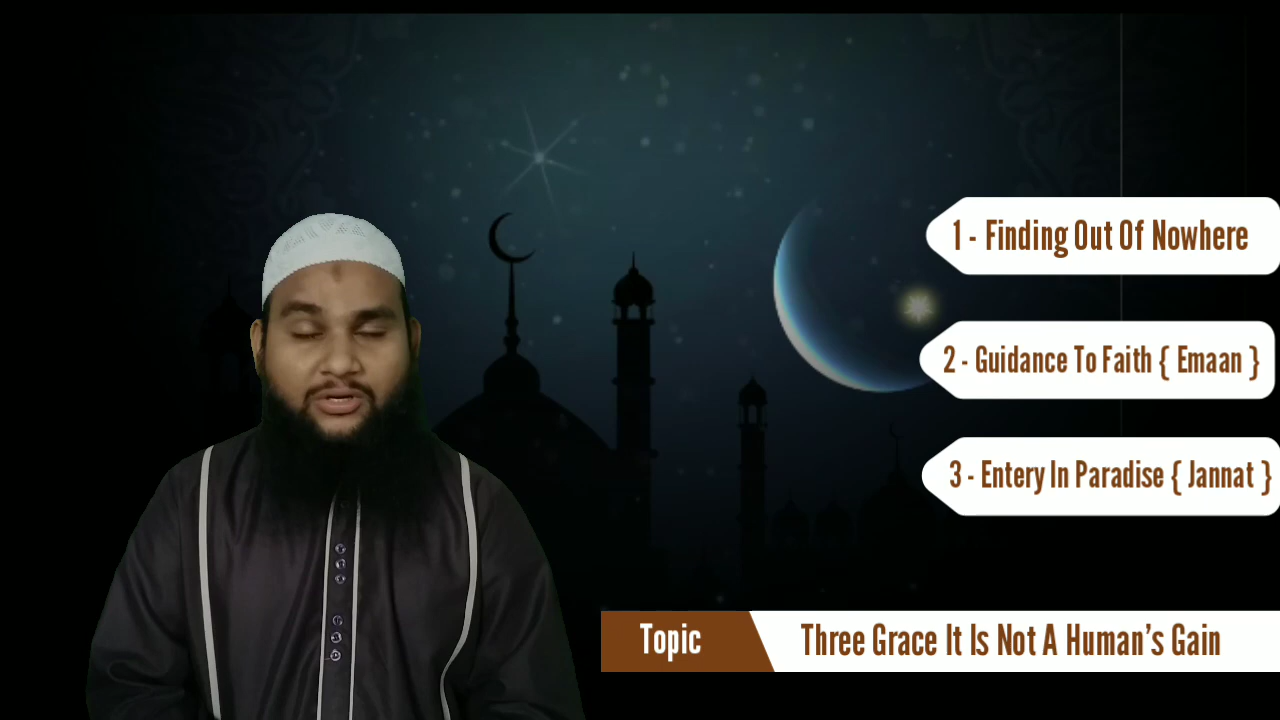 1 - Finding Out Of Nowhere
2 - Guidance To Faith { Emaan }
3 - Entery In Paradise { Jannat }
Topic Three Grace It Is Not A Human's Gain